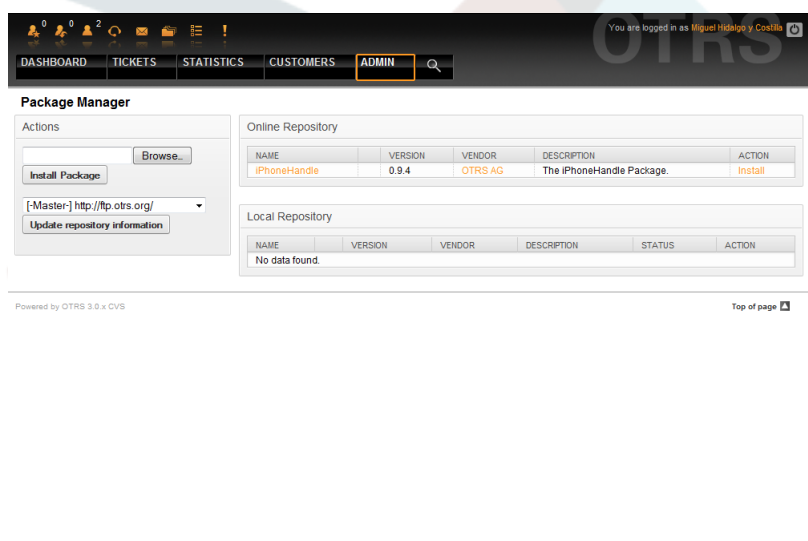 0 0 2
You are logged in as Miguel Hidalgo y Costilla
OTRS
DASHBOARD TICKETS STATISTICS CUSTOMERS ADMIN
Package Manager
Actions
Browse..
Install Package
[-Master-] http://ftp.otrs.org/
Update repository information
Online Repository
NAME VERSION VENDOR DESCRIPTION ACTION
iPhoneHandle 0.9.4 OTRS AG The iPhoneHandle Package. Install
Local Repository
NAME VERSION VENDOR DESCRIPTION STATUS ACTION
No data found.
Powered by OTRS 3.0.x CVS
Top of page